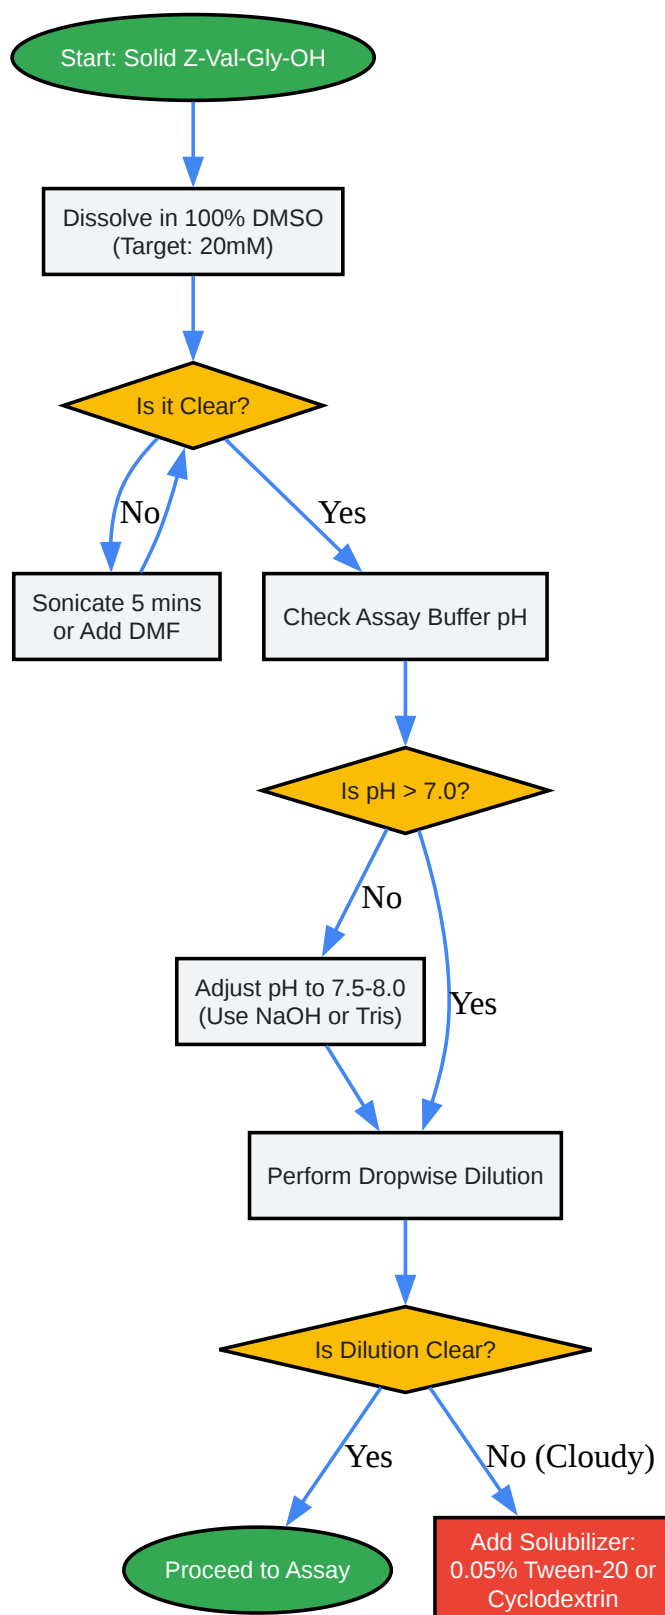 Start: Solid Z-Val-Gly-OH
Dissolve in 100% DMSO
(Target: 20mM)
Is it Clear?
No
Yes
Sonicate 5 mins
or Add DMF
Check Assay Buffer pH
Is pH > 7.0?
No
Adjust pH to 7.5-8.0
(Use NaOH or Tris)
Yes
Perform Dropwise Dilution
Is Dilution Clear?
Yes
No (Cloudy)
Proceed to Assay
Add Solubilizer:
0.05% Tween-20 or
Cyclodextrin